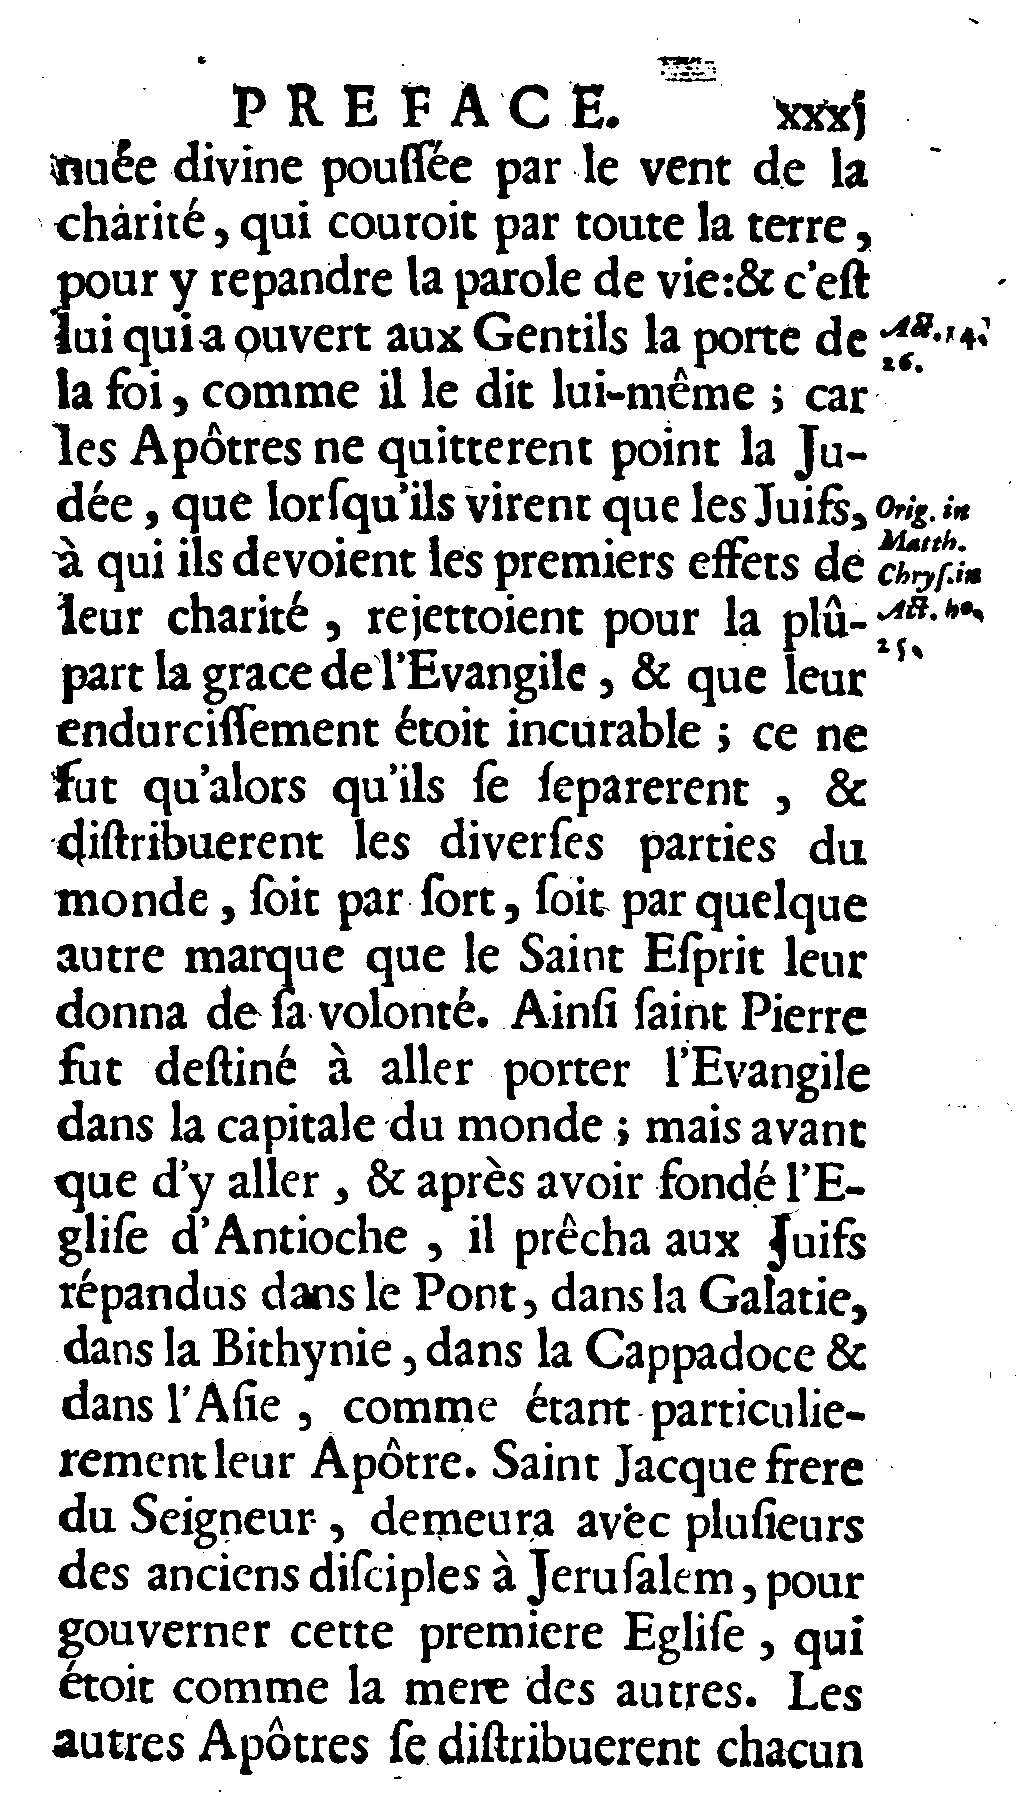 PREFACE. xxxj
nuée divine pouſſée par le vent de la
charité, qui couroit par toute la terre,
pour y repandre la parole de vie:& c'eſt
lui qui a ouvert aux Gentils la porte de
Act. 14.
26.
la foi, comme il le dit lui-même ; car
les Apôtres ne quitterent point la Ju-
dée, que lorſqu'ils virent que les Juifs,
Orig. in
Matth.
à qui ils devoient les premiers effets de
Chryſ. in
leur charité, rejettoient pour la plû-
Act. ho.
25.
part la grace de l'Evangile, & que leur
endurciſſement étoit incurable ; ce ne
fut qu'alors qu'ils ſe ſeparerent, &
diſtribuerent les diverſes parties du
monde, ſoit par ſort, ſoit par quelque
autre marque que le Saint Eſprit leur
donna de ſa volonté. Ainſi ſaint Pierre
fut deſtiné à aller porter l'Evangile
dans la capitale du monde ; mais avant
que d'y aller, & après avoir fondé l'E-
gliſe d'Antioche, il prêcha aux Juifs
répandus dans le Pont, dans la Galatie,
dans la Bithynie, dans la Cappadoce &
dans l'Aſie, comme étant particulie-
rement leur Apôtre. Saint Jacque frere
du Seigneur, demeura avec pluſieurs
des anciens diſciples à Jeruſalem, pour
gouverner cette premiere Egliſe, qui
étoit comme la mere des autres. Les
autres Apôtres ſe diſtribuerent chacun